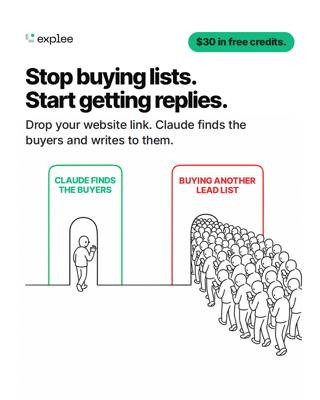 explee
$30 in free credits.
Stop buying lists.
Start getting replies.
Drop your website link. Claude finds the
buyers and writes to them.
CLAUDE FINDS
THE BUYERS
BUYING ANOTHER
LEAD LIST